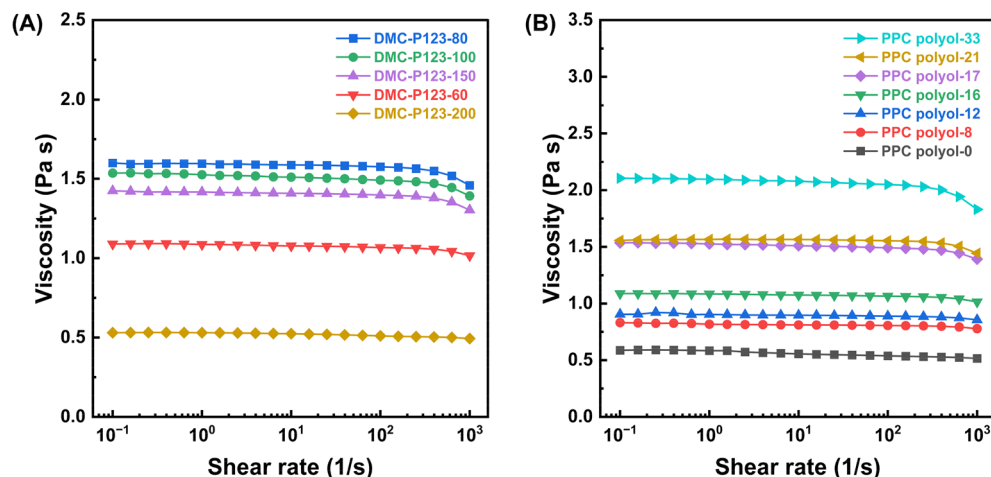 (A)
2.5
2.0
1.5
1.0
0.5
0.0
Viscosity (Pa s)
DMC-P123-80
DMC-P123-100
DMC-P123-150
DMC-P123-60
DMC-P123-200
10⁻¹ 10⁰ 10¹ 10² 10³
Shear rate (1/s)
(B)
3.5
3.0
2.5
2.0
1.5
1.0
0.5
0.0
Viscosity (Pa s)
PPC polyol-33
PPC polyol-21
PPC polyol-17
PPC polyol-16
PPC polyol-12
PPC polyol-8
PPC polyol-0
10⁻¹ 10⁰ 10¹ 10² 10³
Shear rate (1/s)